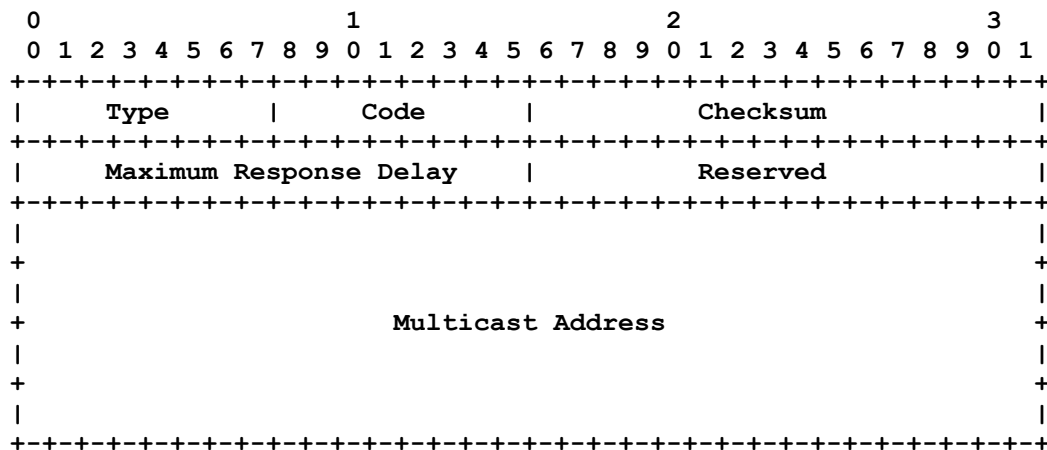 0                   1                   2                   3
0 1 2 3 4 5 6 7 8 9 0 1 2 3 4 5 6 7 8 9 0 1 2 3 4 5 6 7 8 9 0 1
+-+-+-+-+-+-+-+-+-+-+-+-+-+-+-+-+-+-+-+-+-+-+-+-+-+-+-+-+-+-+-+-+
|     Type      |     Code      |          Checksum             |
+-+-+-+-+-+-+-+-+-+-+-+-+-+-+-+-+-+-+-+-+-+-+-+-+-+-+-+-+-+-+-+-+
|     Maximum Response Delay    |          Reserved             |
+-+-+-+-+-+-+-+-+-+-+-+-+-+-+-+-+-+-+-+-+-+-+-+-+-+-+-+-+-+-+-+-+
|                                                               |
+                                                               +
|                                                               |
+                       Multicast Address                       +
|                                                               |
+                                                               +
|                                                               |
+-+-+-+-+-+-+-+-+-+-+-+-+-+-+-+-+-+-+-+-+-+-+-+-+-+-+-+-+-+-+-+-+